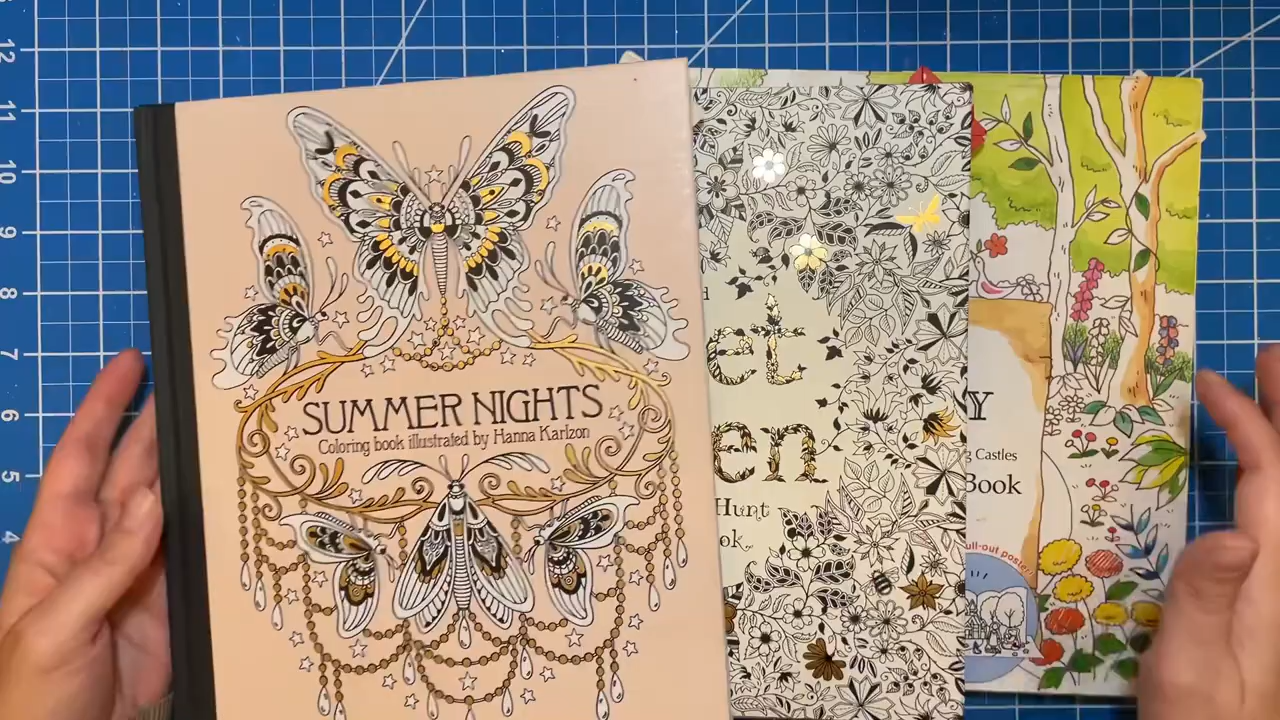 12
11
10
9
8
7
6
5
4
SUMMER NIGHTS
Coloring book illustrated by Hanna Karlzon
et
en
Hunt
ok
Y
g Castles
Book
ull-out poster